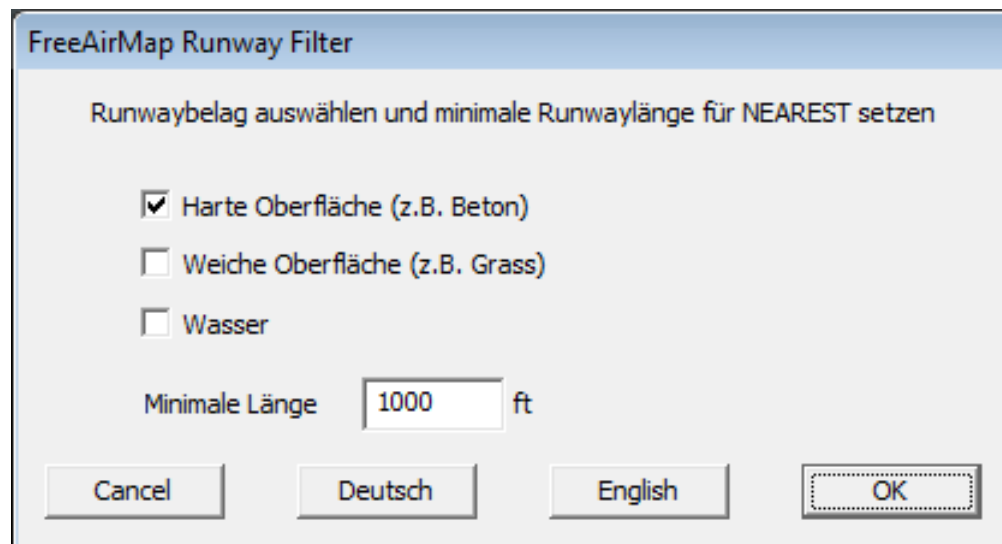 FreeAirMap Runway Filter
Runwaybelag auswählen und minimale Runwaylänge für NEAREST setzen
Harte Oberfläche (z.B. Beton)
Weiche Oberfläche (z.B. Grass)
Wasser
Minimale Länge 1000 ft
Cancel Deutsch English OK